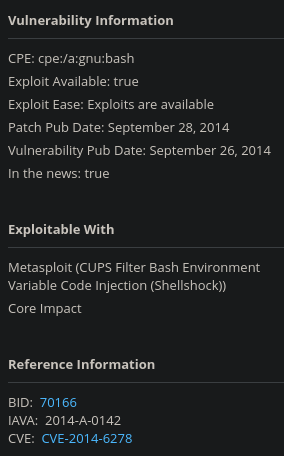 Vulnerability Information
CPE: cpe:/a:gnu:bash
Exploit Available: true
Exploit Ease: Exploits are available
Patch Pub Date: September 28, 2014
Vulnerability Pub Date: September 26, 2014
In the news: true
Exploitable With
Metasploit (CUPS Filter Bash Environment
Variable Code Injection (Shellshock))
Core Impact
Reference Information
BID: 70166
IAVA: 2014-A-0142
CVE: CVE-2014-6278